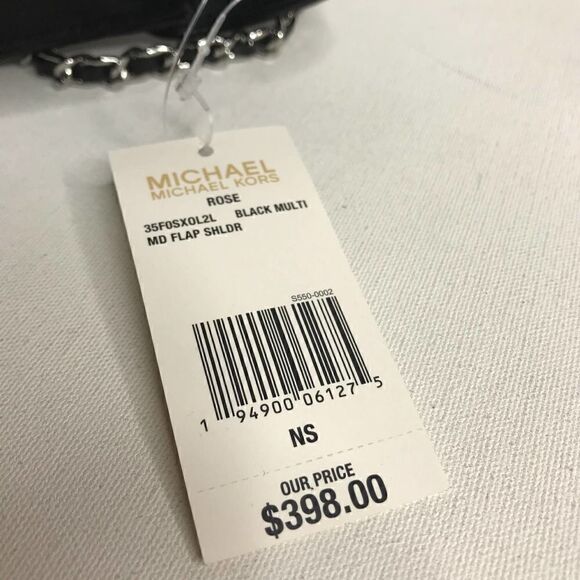 MICHAEL
MICHAEL KORS
ROSE
35F0SXOL2L BLACK MULTI
MD FLAP SHLDR
S550-0002
1 94900 06127 5
NS
OUR PRICE
$398.00